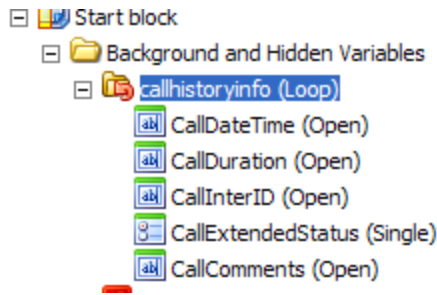 Start block
Background and Hidden Variables
callhistoryinfo (Loop)
CallDateTime (Open)
CallDuration (Open)
CallInterID (Open)
CallExtendedStatus (Single)
CallComments (Open)